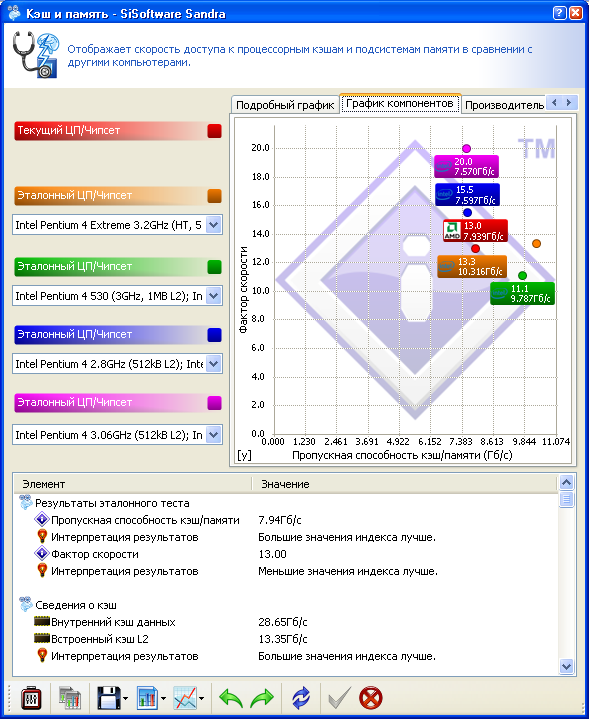 Кэш и память - SiSoftware Sandra
Отображает скорость доступа к процессорным кэшам и подсистемам памяти в сравнении с
другими компьютерами.
Подробный график
График компонентов
Производитель
Текущий ЦП/Чипсет
Эталонный ЦП/Чипсет
Intel Pentium 4 Extreme 3.2GHz (HT, 5
Эталонный ЦП/Чипсет
Intel Pentium 4 530 (3GHz, 1MB L2); In
Эталонный ЦП/Чипсет
Intel Pentium 4 2.8GHz (512kB L2); Inte
Эталонный ЦП/Чипсет
Intel Pentium 4 3.06GHz (512kB L2); In
TM
Фактор скорости
20.0
18.0
16.0
14.0
12.0
10.0
8.0
6.0
4.0
2.0
0.0
20.0
7.570Гб/с
15.5
7.597Гб/с
AMD
13.0
7.939Гб/с
13.3
10.316Гб/с
11.1
9.787Гб/с
0.000 1.230 2.461 3.691 4.922 6.152 7.383 8.613 9.844 11.074
[y]
Пропускная способность кэш/памяти (Гб/с)
Элемент Значение
Результаты эталонного теста
Пропускная способность кэш/памяти 7.94Гб/с
Интерпретация результатов Большие значения индекса лучше.
Фактор скорости 13.00
Интерпретация результатов Меньшие значения индекса лучше.
Сведения о кэш
Внутренний кэш данных 28.65Гб/с
Встроенный кэш L2 13.35Гб/с
Интерпретация результатов Большие значения индекса лучше.